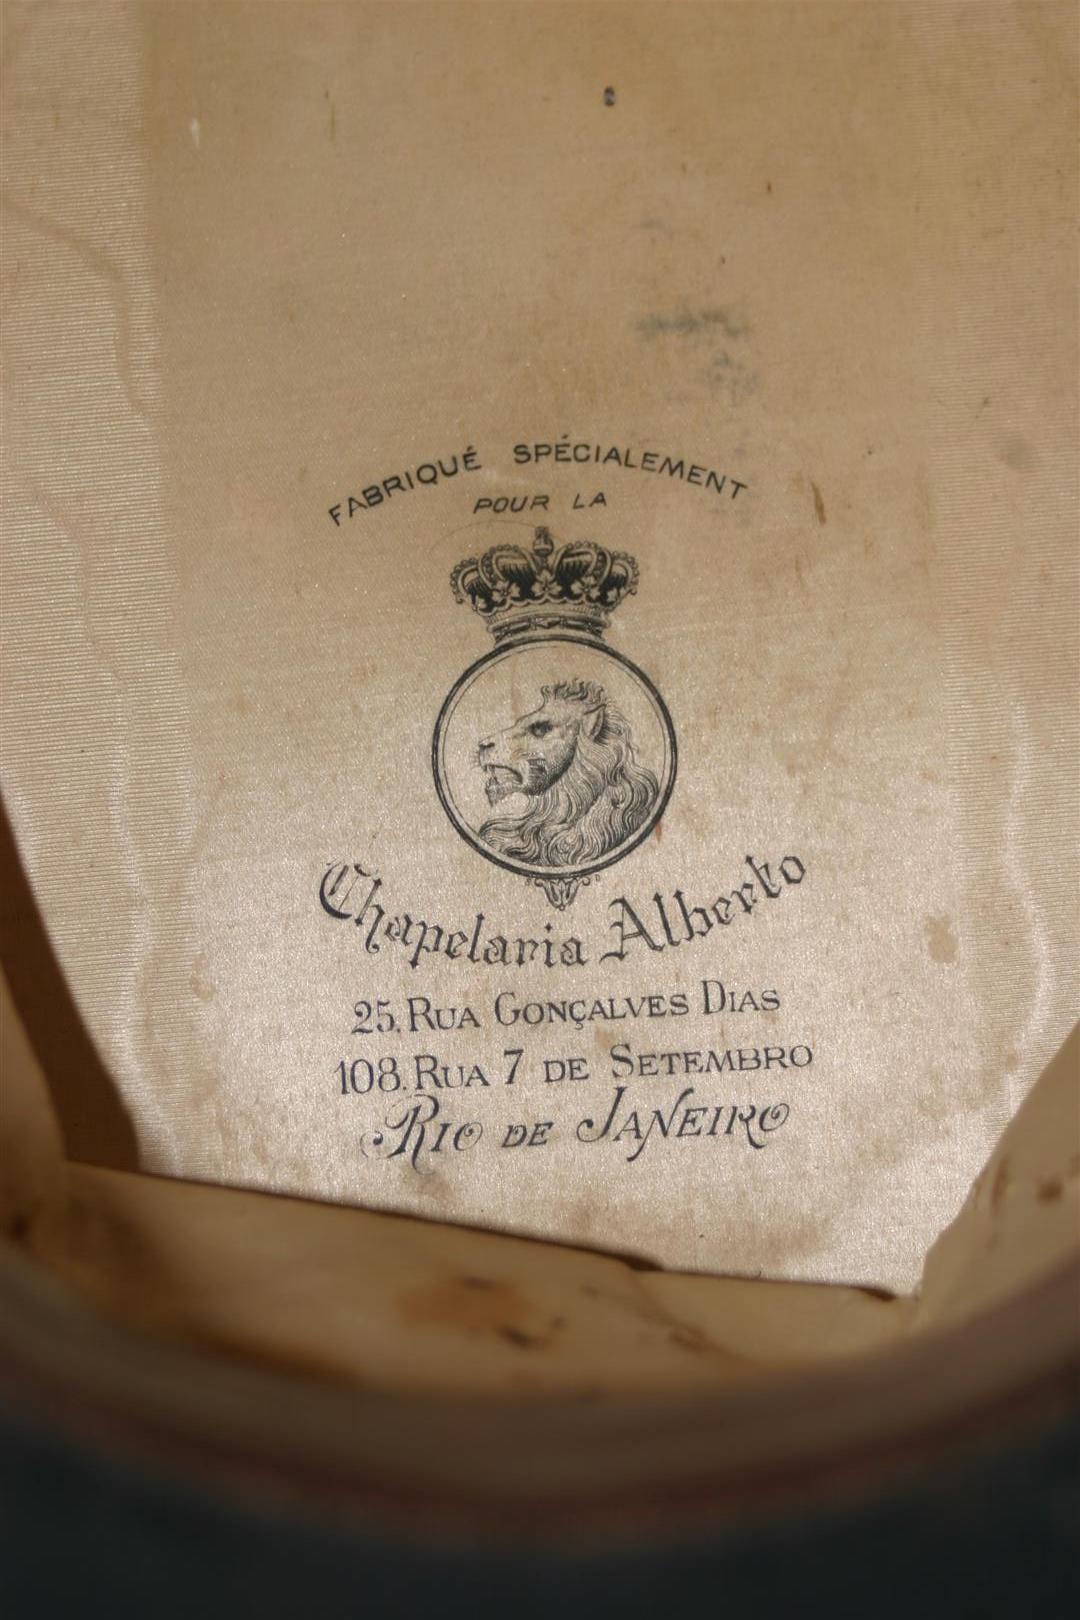 FABRIQUÉ SPÉCIALEMENT
POUR LA
Chapelaria Alberto
25. RUA GONÇALVES DIAS
108. RUA 7 DE SETEMBRO
RIO DE JANEIRO